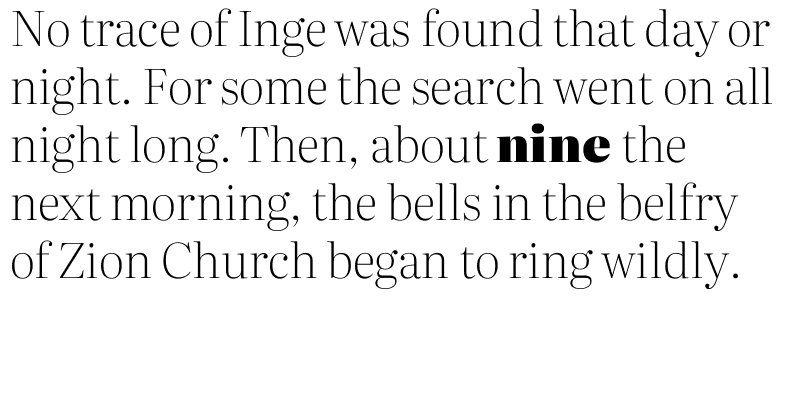 No trace of Inge was found that day or
night. For some the search went on all
night long. Then, about nine the
next morning, the bells in the belfry
of Zion Church began to ring wildly.